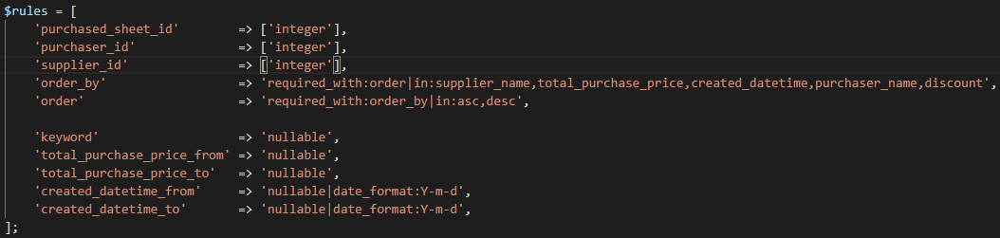 $rules = [
    'purchased_sheet_id'        => ['integer'],
    'purchaser_id'              => ['integer'],
    'supplier_id'               => ['integer'],
    'order_by'                  => 'required_with:order|in:supplier_name,total_purchase_price,created_datetime,purchaser_name,discount',
    'order'                     => 'required_with:order_by|in:asc,desc',

    'keyword'                   => 'nullable',
    'total_purchase_price_from' => 'nullable',
    'total_purchase_price_to'   => 'nullable',
    'created_datetime_from'     => 'nullable|date_format:Y-m-d',
    'created_datetime_to'       => 'nullable|date_format:Y-m-d',
];